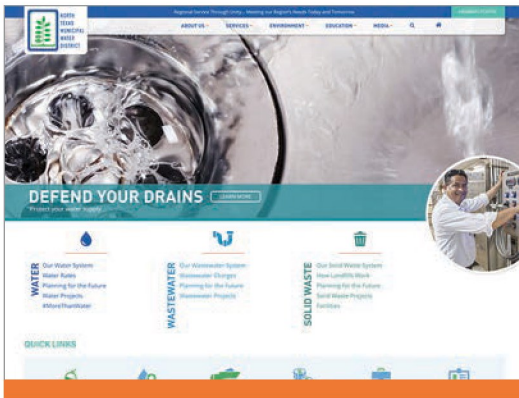 Regional Service Through Unity... Meeting our Region's Needs Today and Tomorrow
NORTH
TEXAS
MUNICIPAL
WATER
DISTRICT
ABOUT US
SERVICES
ENVIRONMENT
EDUCATION
MEDIA
DEFEND YOUR DRAINS
LEARN MORE
Protect your water supply
WATER
Our Water System
Water Rates
Planning for the Future
Water Projects
#MoreThanWater
WASTEWATER
Our Wastewater System
Wastewater Charges
Planning for the Future
Wastewater Projects
SOLID WASTE
Our Solid Waste System
How Landfills Work
Planning for the Future
Solid Waste Projects
Facilities
QUICK LINKS